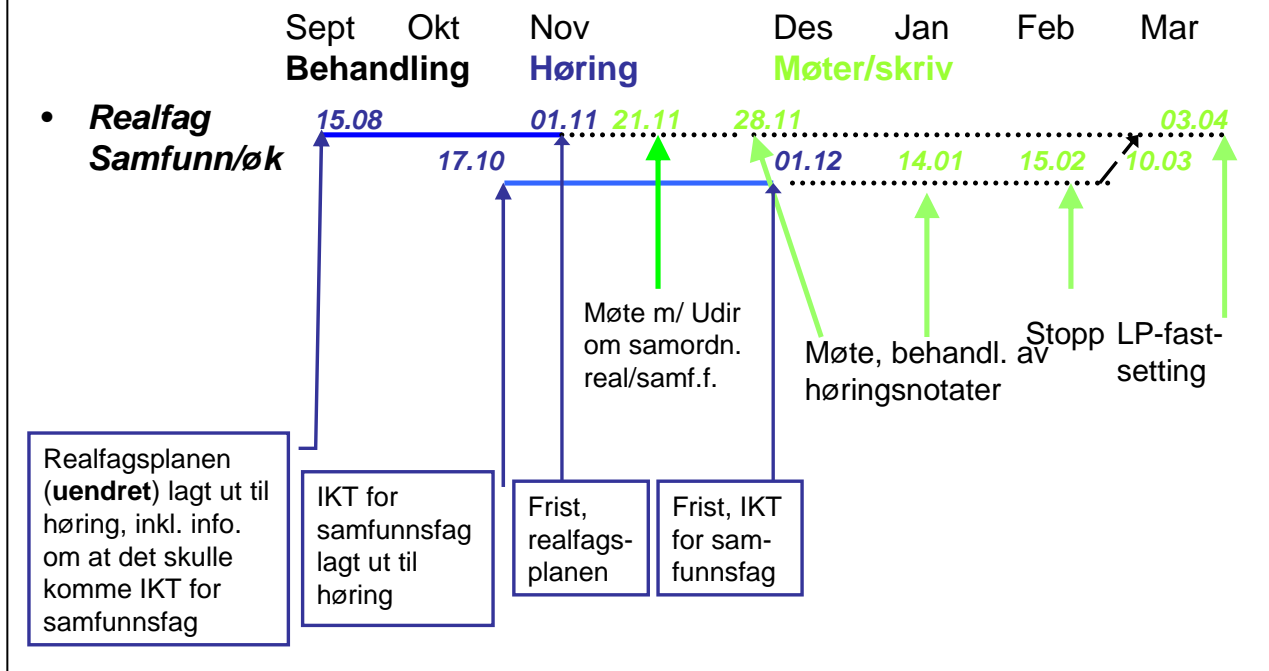 Sept Okt Nov Des Jan Feb Mar
Behandling Høring Møter/skriv
• Realfag 15.08 01.11 21.11 28.11 03.04
Samfunn/øk 17.10 01.12 14.01 15.02 10.03
Møte m/ Udir
om samordn.
real/samf.f.
Møte, behandl. av
høringsnotater
Stopp
LP-fast-
setting
Realfagsplanen
(uendret) lagt ut til
høring, inkl. info.
om at det skulle
komme IKT for
samfunnsfag
IKT for
samfunnsfag
lagt ut til
høring
Frist,
realfags-
planen
Frist, IKT
for sam-
funnsfag